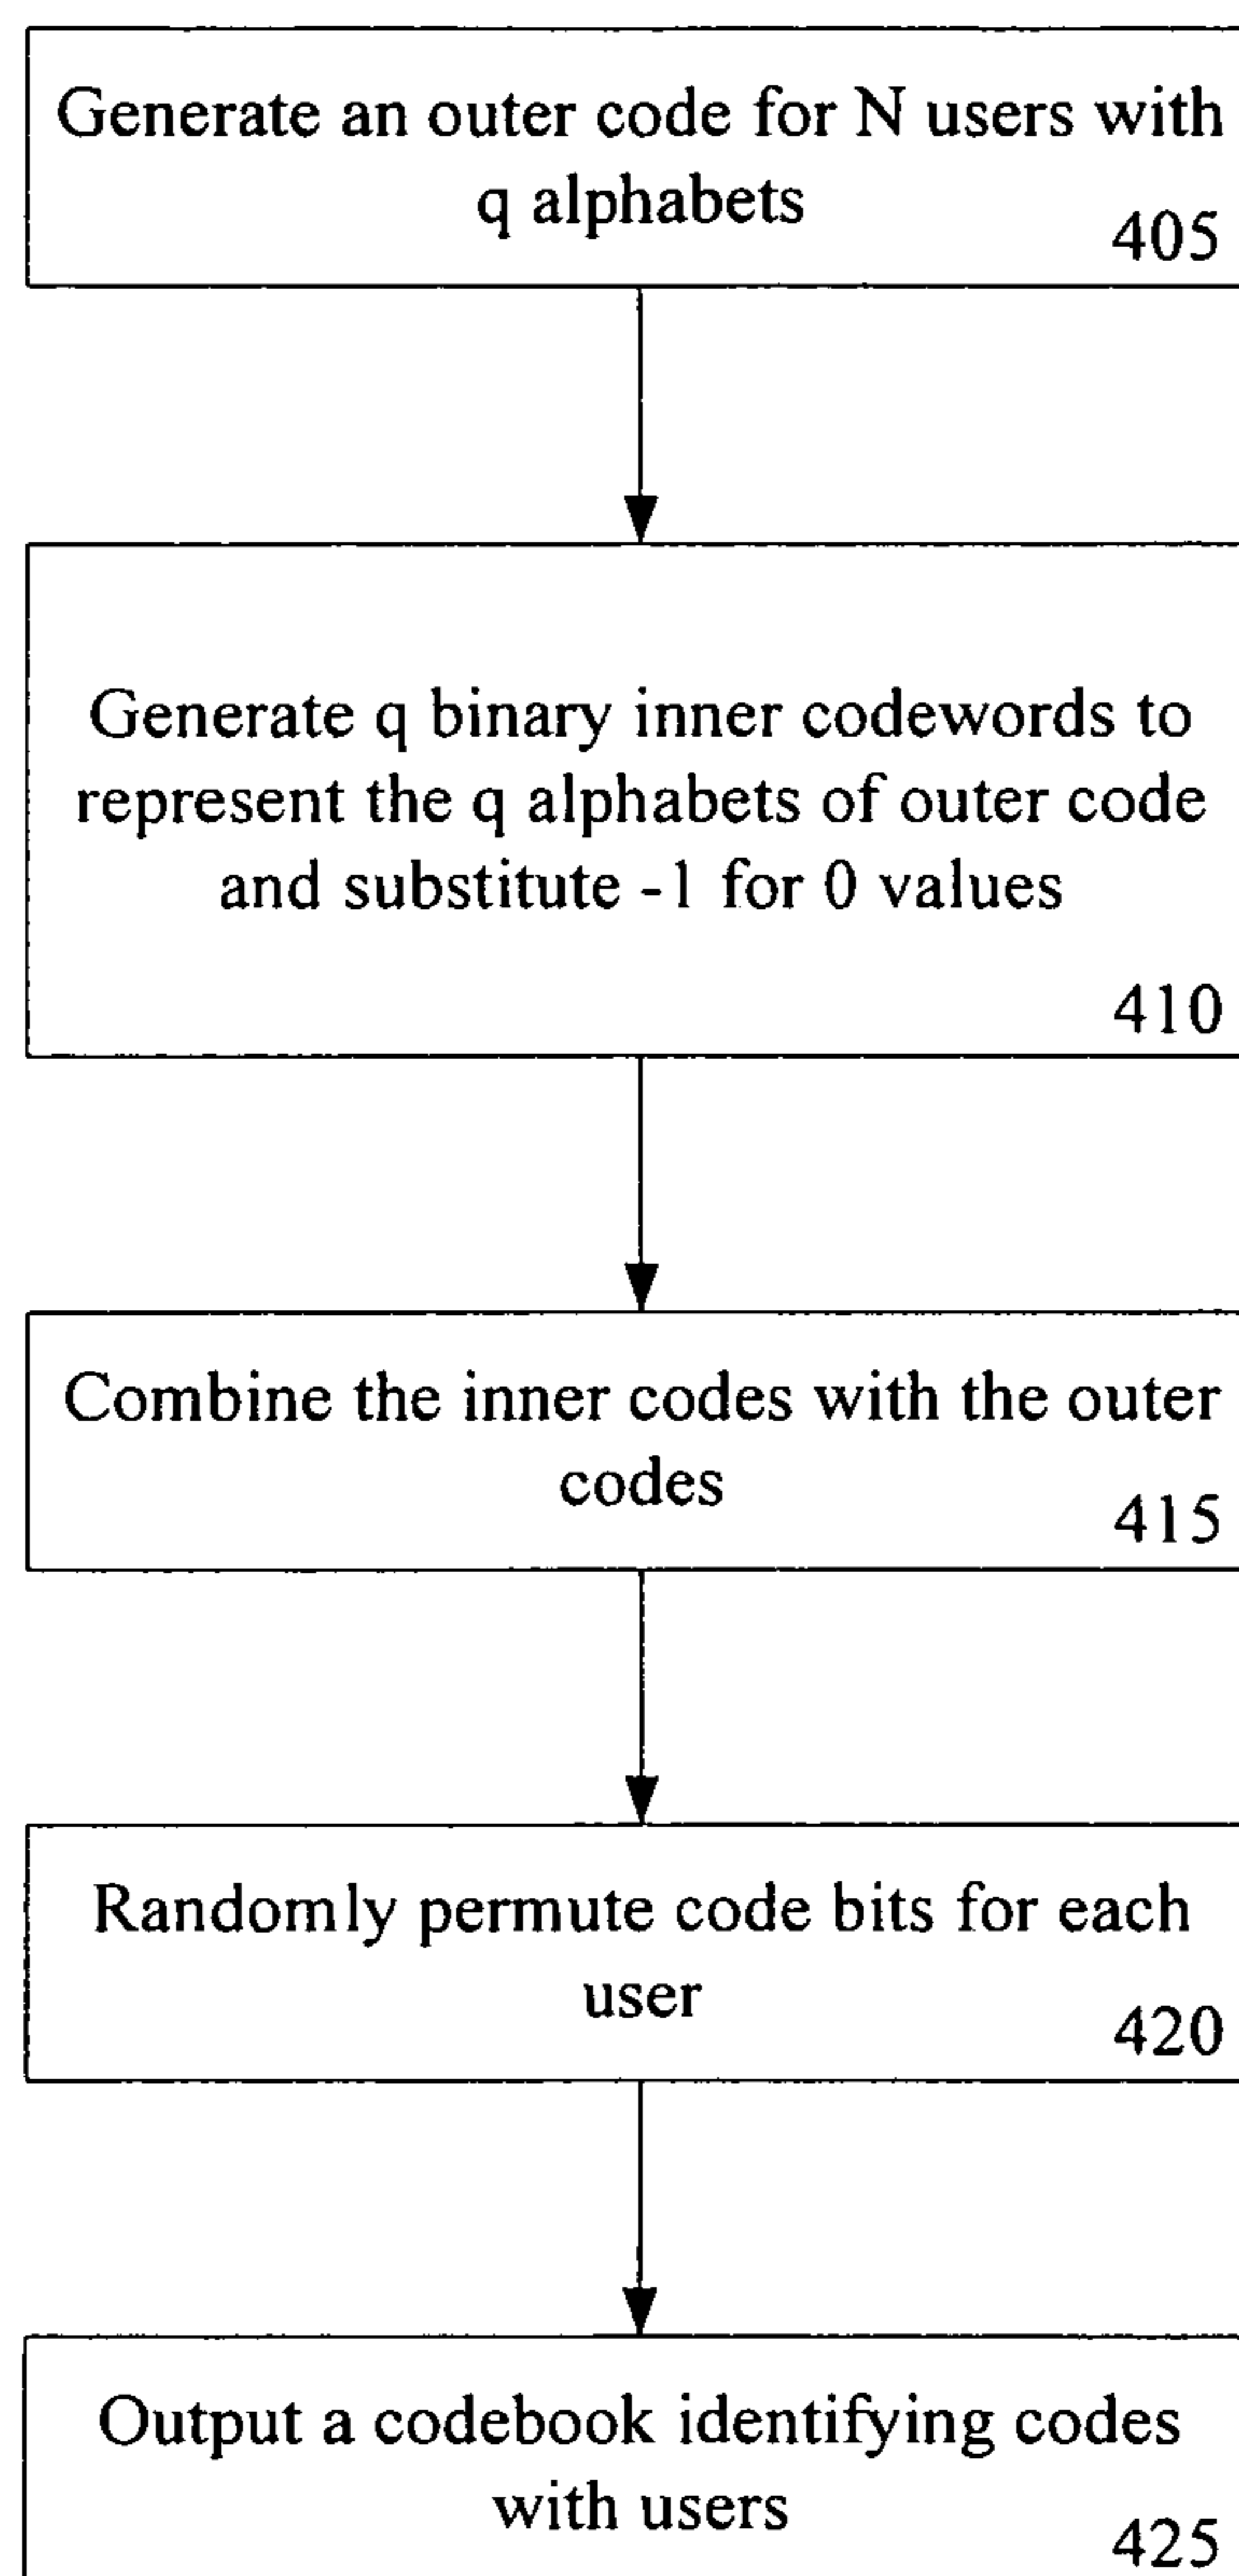 Generate an outer code for N users with
q alphabets
405
Generate q binary inner codewords to
represent the q alphabets of outer code
and substitute -1 for 0 values
410
Combine the inner codes with the outer
codes
415
Randomly permute code bits for each
user
420
Output a codebook identifying codes
with users
425